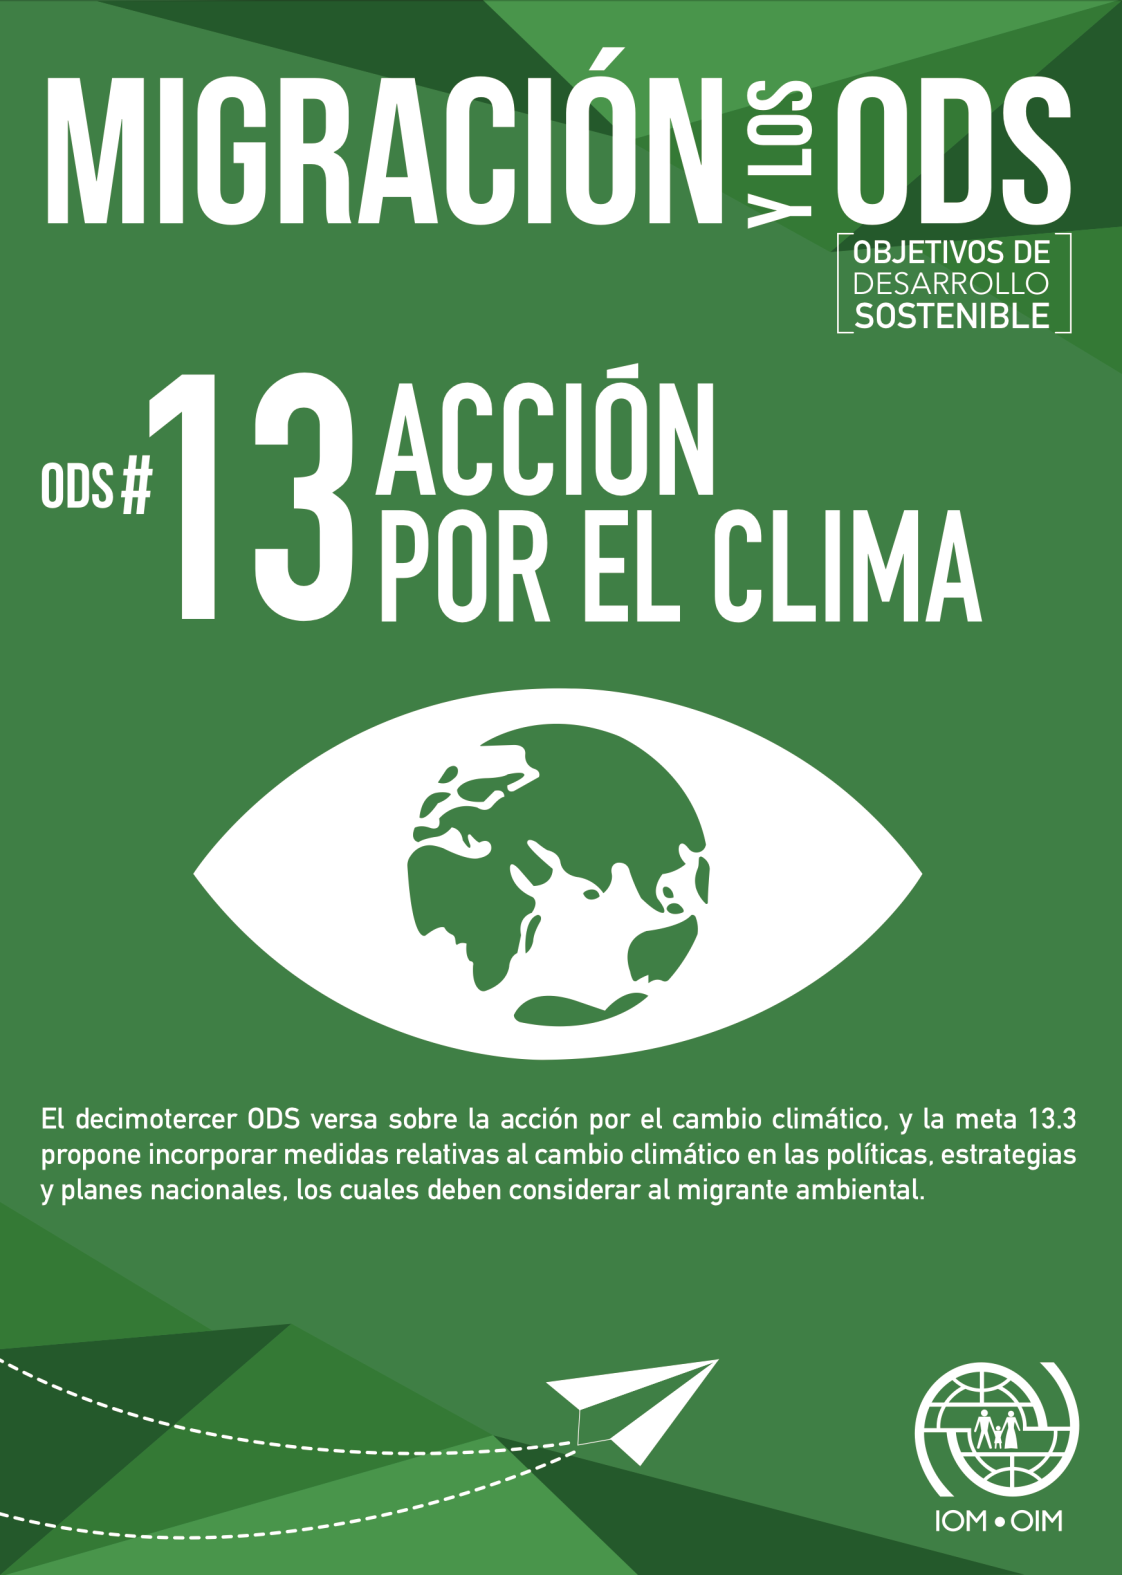 MIGRACIÓN Y LOS ODS
OBJETIVOS DE
DESARROLLO
SOSTENIBLE
ODS #13 ACCIÓN
POR EL CLIMA
El decimotercer ODS versa sobre la acción por el cambio climático, y la meta 13.3
propone incorporar medidas relativas al cambio climático en las políticas, estrategias
y planes nacionales, los cuales deben considerar al migrante ambiental.
IOM • OIM